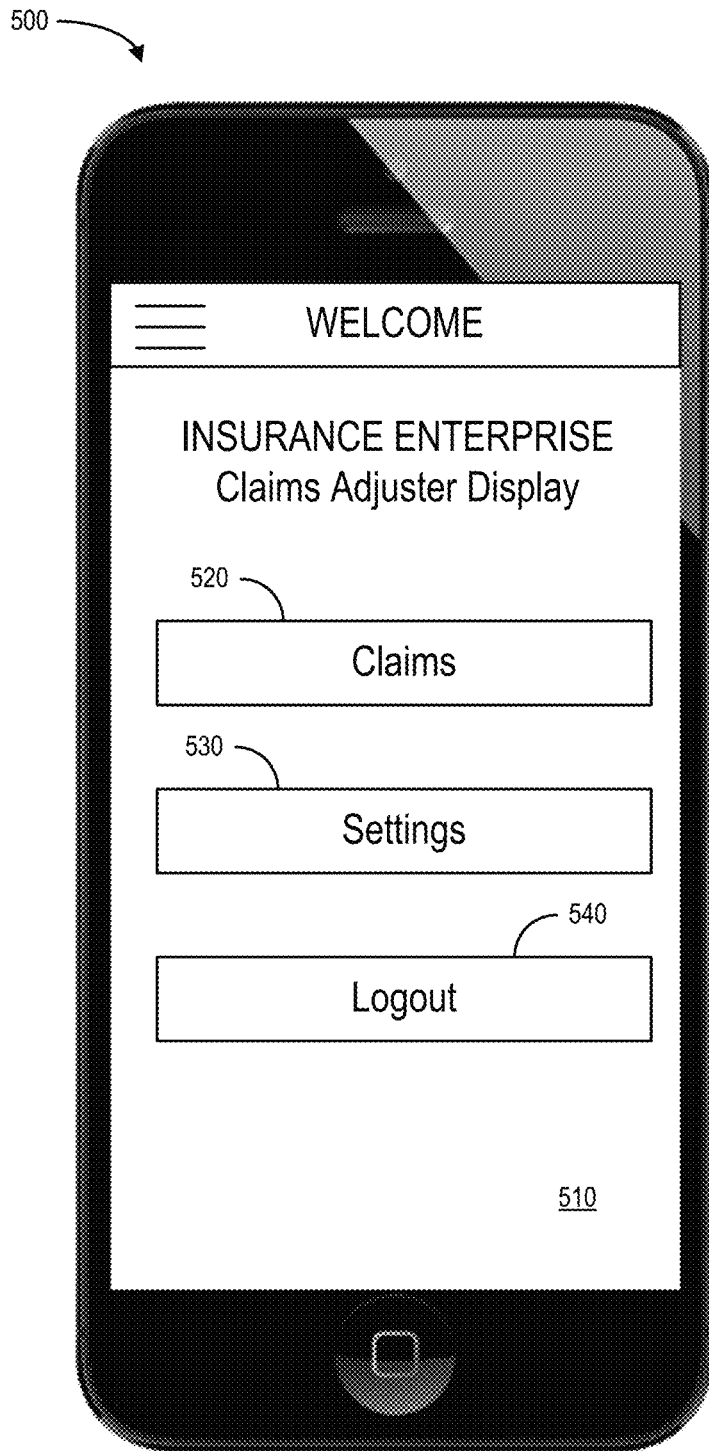 500
WELCOME
INSURANCE ENTERPRISE
Claims Adjuster Display
520
Claims
530
Settings
540
Logout
510